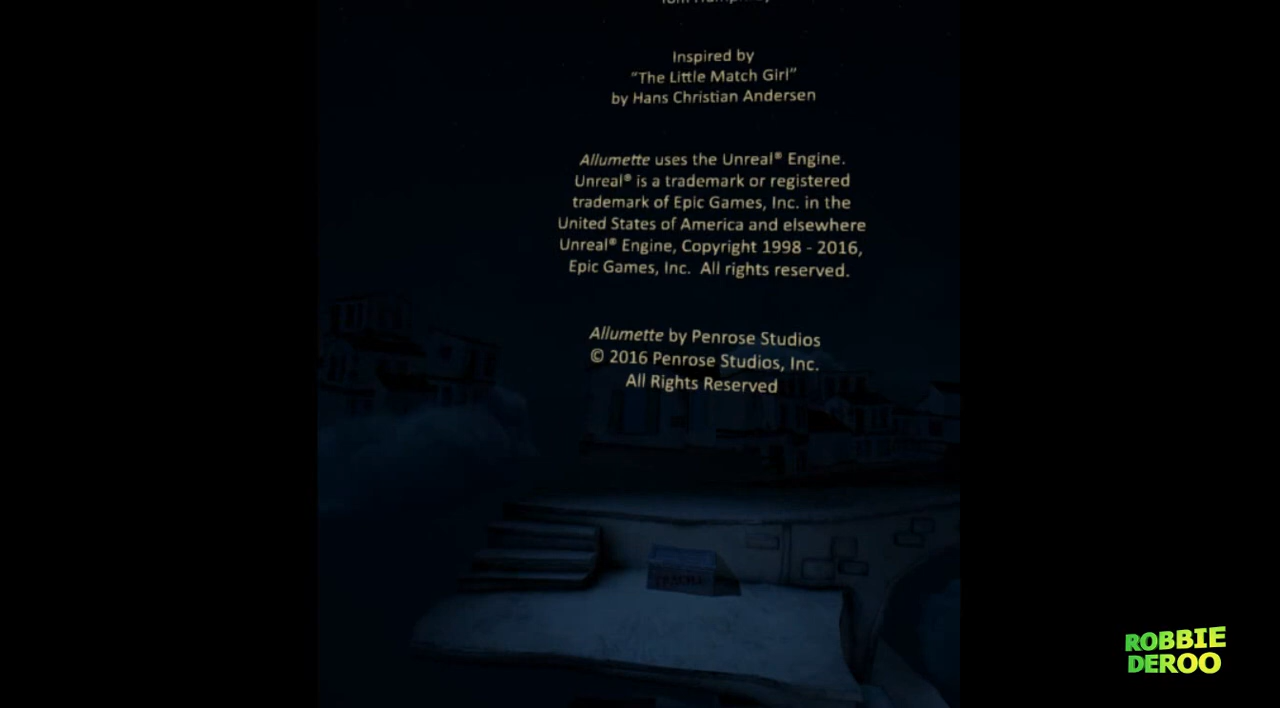 Inspired by
“The Little Match Girl”
by Hans Christian Andersen
Allumette uses the Unreal® Engine.
Unreal® is a trademark or registered
trademark of Epic Games, Inc. in the
United States of America and elsewhere
Unreal® Engine, Copyright 1998 - 2016,
Epic Games, Inc. All rights reserved.
Allumette by Penrose Studios
© 2016 Penrose Studios, Inc.
All Rights Reserved
ROBBIE
DEROO